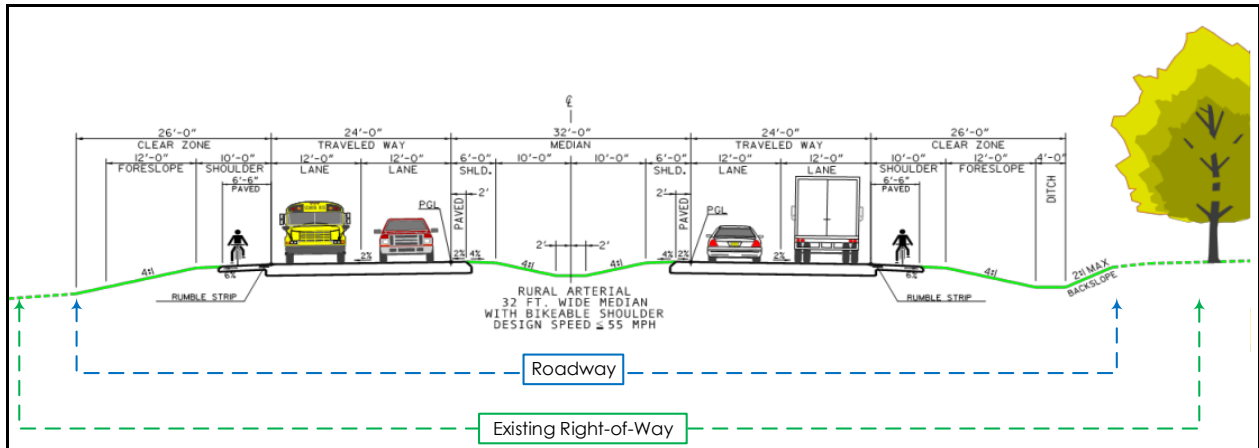 ℄
26'-0" 24'-0" 32'-0" 24'-0" 26'-0"
CLEAR ZONE TRAVELED WAY MEDIAN TRAVELED WAY CLEAR ZONE
12'-0" 10'-0" 12'-0" 12'-0" 6'-0" 10'-0" 10'-0" 6'-0" 12'-0" 12'-0" 10'-0" 12'-0" 4'-0"
FORESLOPE SHOULDER LANE LANE SHLD. SHLD. LANE LANE SHOULDER FORESLOPE
6'-6" 6'-6"
PAVED 2' 2' PAVED
PGL PAVED PAVED PGL DITCH
SCHOOL BUS
2' 2'
4:1 6% 2% 2% 4% 4:1 4:1 4% 2% 2% 6% 4:1 2:1 MAX
BACKSLOPE
RUMBLE STRIP RUMBLE STRIP
RURAL ARTERIAL
32 FT. WIDE MEDIAN
WITH BIKEABLE SHOULDER
DESIGN SPEED ≤ 55 MPH
Roadway
Existing Right-of-Way